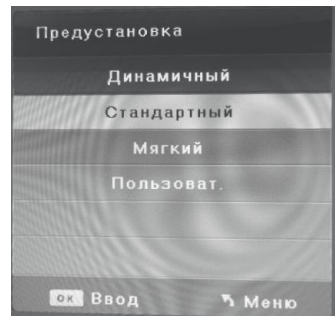 Предустановка
Динамичный
Стандартный
Мягкий
Пользоват.
OK Ввод Меню